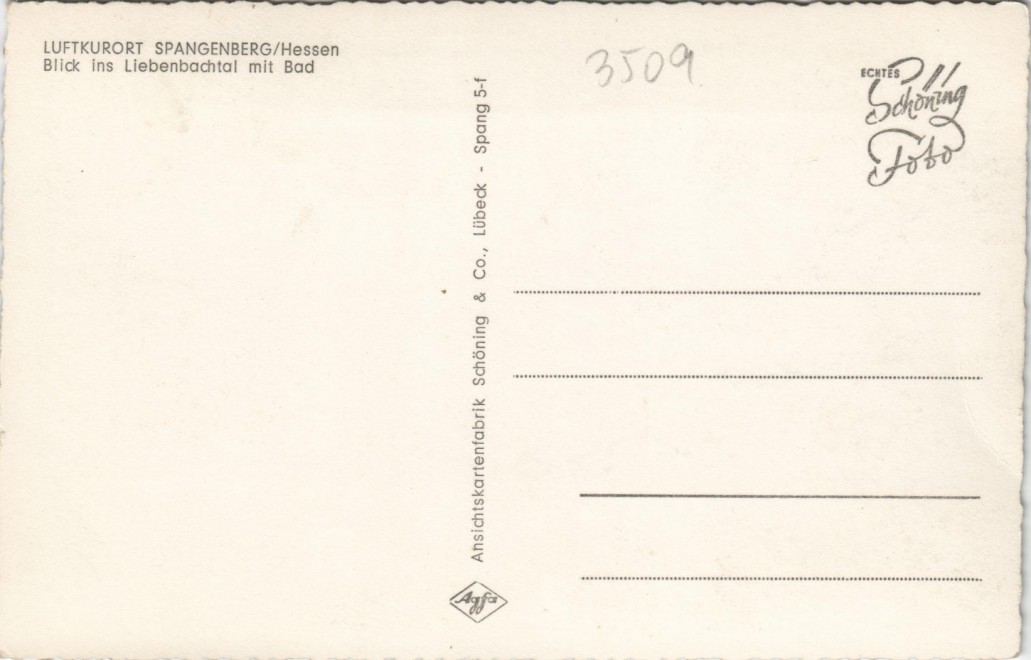 LUFTKURORT SPANGENBERG/Hessen
Blick ins Liebenbachtal mit Bad
3509
ECHTES
Schöning
Foto
Ansichtskartenfabrik Schöning & Co., Lübeck - Spang 5-f
Agfa